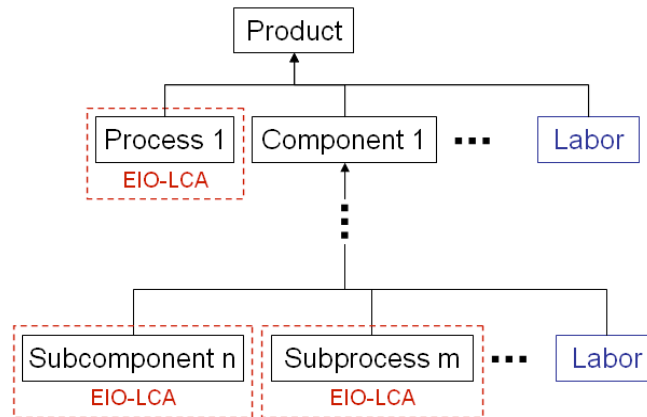 Product
Process 1
Component 1
Labor
EIO-LCA
Subcomponent n
Subprocess m
Labor
EIO-LCA
EIO-LCA